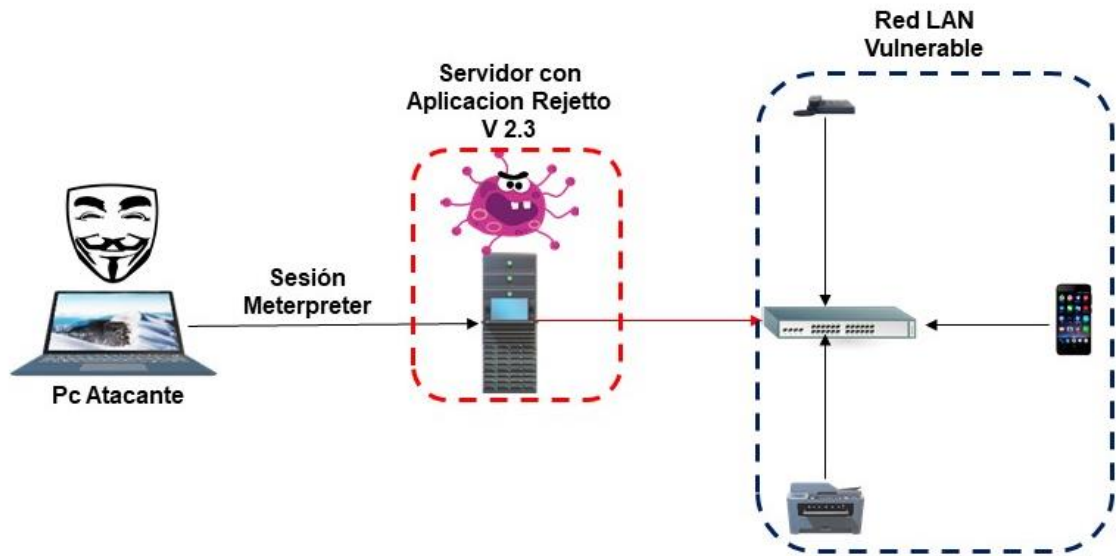 Red LAN
Vulnerable
Servidor con
Aplicacion Rejetto
V 2.3
Sesión
Meterpreter
Pc Atacante